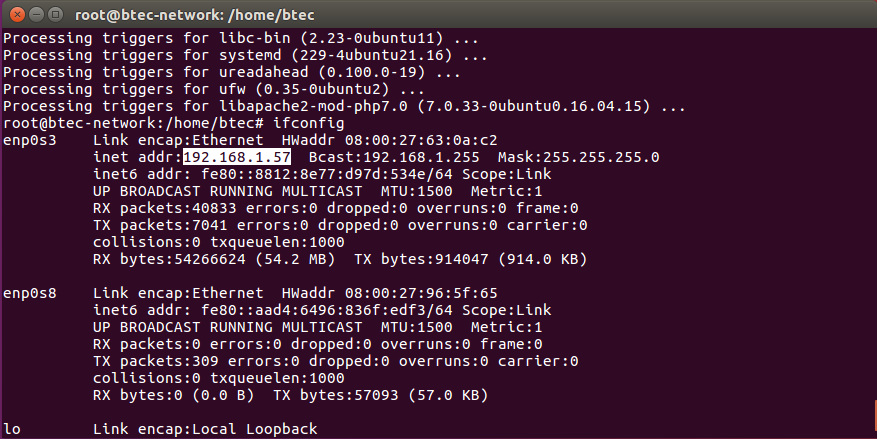 root@btec-network: /home/btec
Processing triggers for libc-bin (2.23-0ubuntu11) ...
Processing triggers for systemd (229-4ubuntu21.16) ...
Processing triggers for ureadahead (0.100.0-19) ...
Processing triggers for ufw (0.35-0ubuntu2) ...
Processing triggers for libapache2-mod-php7.0 (7.0.33-0ubuntu0.16.04.15) ...
root@btec-network:/home/btec# ifconfig
enp0s3    Link encap:Ethernet  HWaddr 08:00:27:63:0a:c2
          inet addr:192.168.1.57  Bcast:192.168.1.255  Mask:255.255.255.0
          inet6 addr: fe80::8812:8e77:d97d:534e/64 Scope:Link
          UP BROADCAST RUNNING MULTICAST  MTU:1500  Metric:1
          RX packets:40833 errors:0 dropped:0 overruns:0 frame:0
          TX packets:7041 errors:0 dropped:0 overruns:0 carrier:0
          collisions:0 txqueuelen:1000
          RX bytes:54266624 (54.2 MB)  TX bytes:914047 (914.0 KB)
enp0s8    Link encap:Ethernet  HWaddr 08:00:27:96:5f:65
          inet6 addr: fe80::aad4:6496:836f:edf3/64 Scope:Link
          UP BROADCAST RUNNING MULTICAST  MTU:1500  Metric:1
          RX packets:0 errors:0 dropped:0 overruns:0 frame:0
          TX packets:309 errors:0 dropped:0 overruns:0 carrier:0
          collisions:0 txqueuelen:1000
          RX bytes:0 (0.0 B)  TX bytes:57093 (57.0 KB)
lo        Link encap:Local Loopback